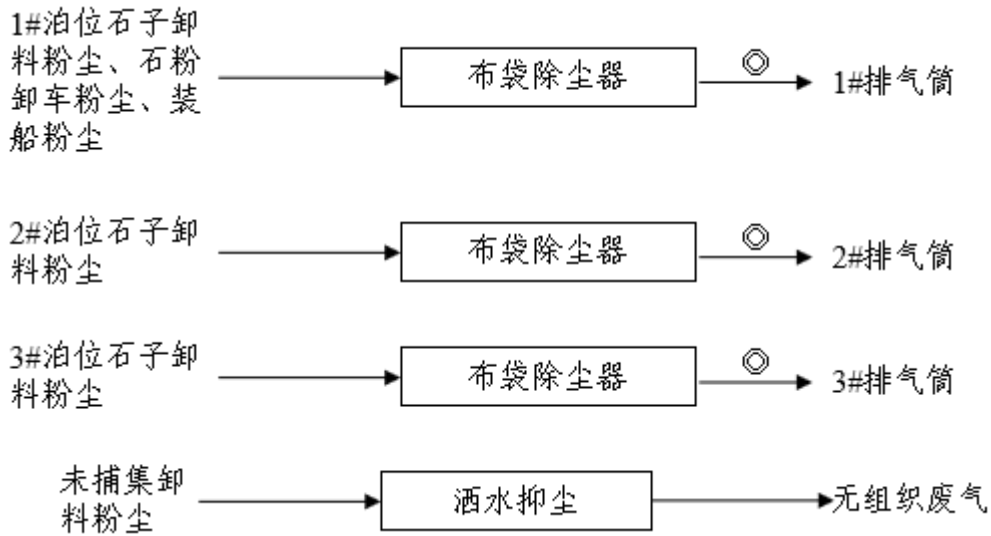 1#泊位石子卸
料粉尘、石粉
卸车粉尘、装
船粉尘
布袋除尘器
◎
1#排气筒
2#泊位石子卸
料粉尘
布袋除尘器
◎
2#排气筒
3#泊位石子卸
料粉尘
布袋除尘器
◎
3#排气筒
未捕集卸
料粉尘
洒水抑尘
无组织废气